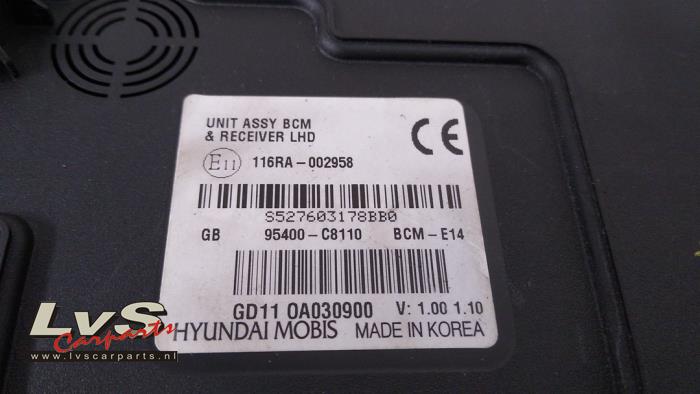 UNIT ASSY BCM
& RECEIVER LHD
CE
E11 116RA-002958
S527603178BB0
GB 95400-C8110 BCM-E14
GD11 0A030900 V: 1.00 1.10
HYUNDAI MOBIS MADE IN KOREA
LvS
Carparts
www.lvscarparts.nl